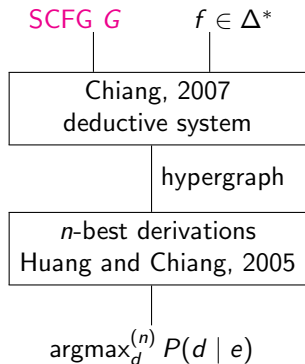 SCFG G f ∈ Δ*
Chiang, 2007
deductive system
hypergraph
n-best derivations
Huang and Chiang, 2005
argmax_d^(n) P(d | e)